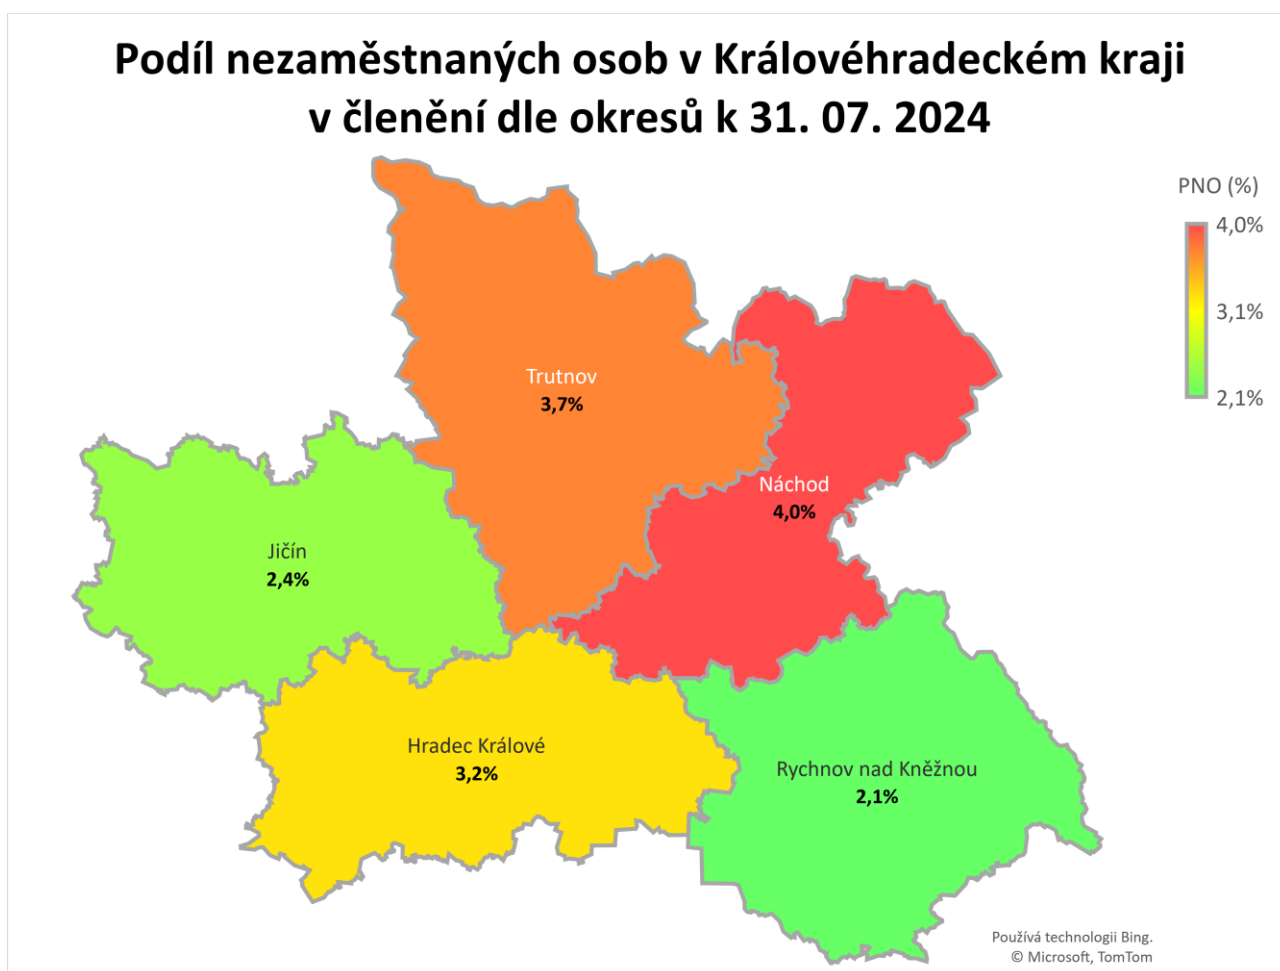 Podíl nezaměstnaných osob v Královéhradeckém kraji
v členění dle okresů k 31. 07. 2024
PNO (%)
4,0%
3,1%
2,1%
Trutnov
3,7%
Náchod
4,0%
Jičín
2,4%
Hradec Králové
3,2%
Rychnov nad Kněžnou
2,1%
Používá technologii Bing.
© Microsoft, TomTom